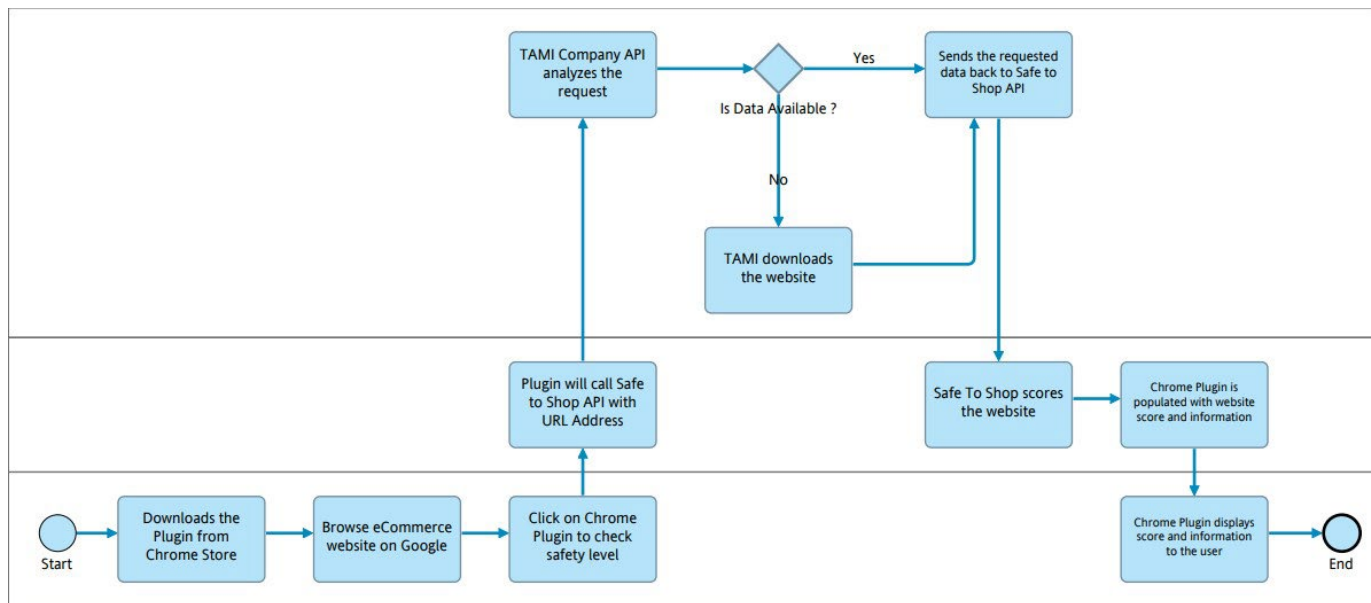 TAMI Company API
analyzes the
request
Is Data Available ?
Yes
Sends the requested
data back to Safe to
Shop API
No
TAMI downloads
the website
Plugin will call Safe
to Shop API with
URL Address
Safe To Shop scores
the website
Chrome Plugin is
populated with website
score and information
Start
Downloads the
Plugin from
Chrome Store
Browse eCommerce
website on Google
Click on Chrome
Plugin to check
safety level
Chrome Plugin displays
score and information
to the user
End